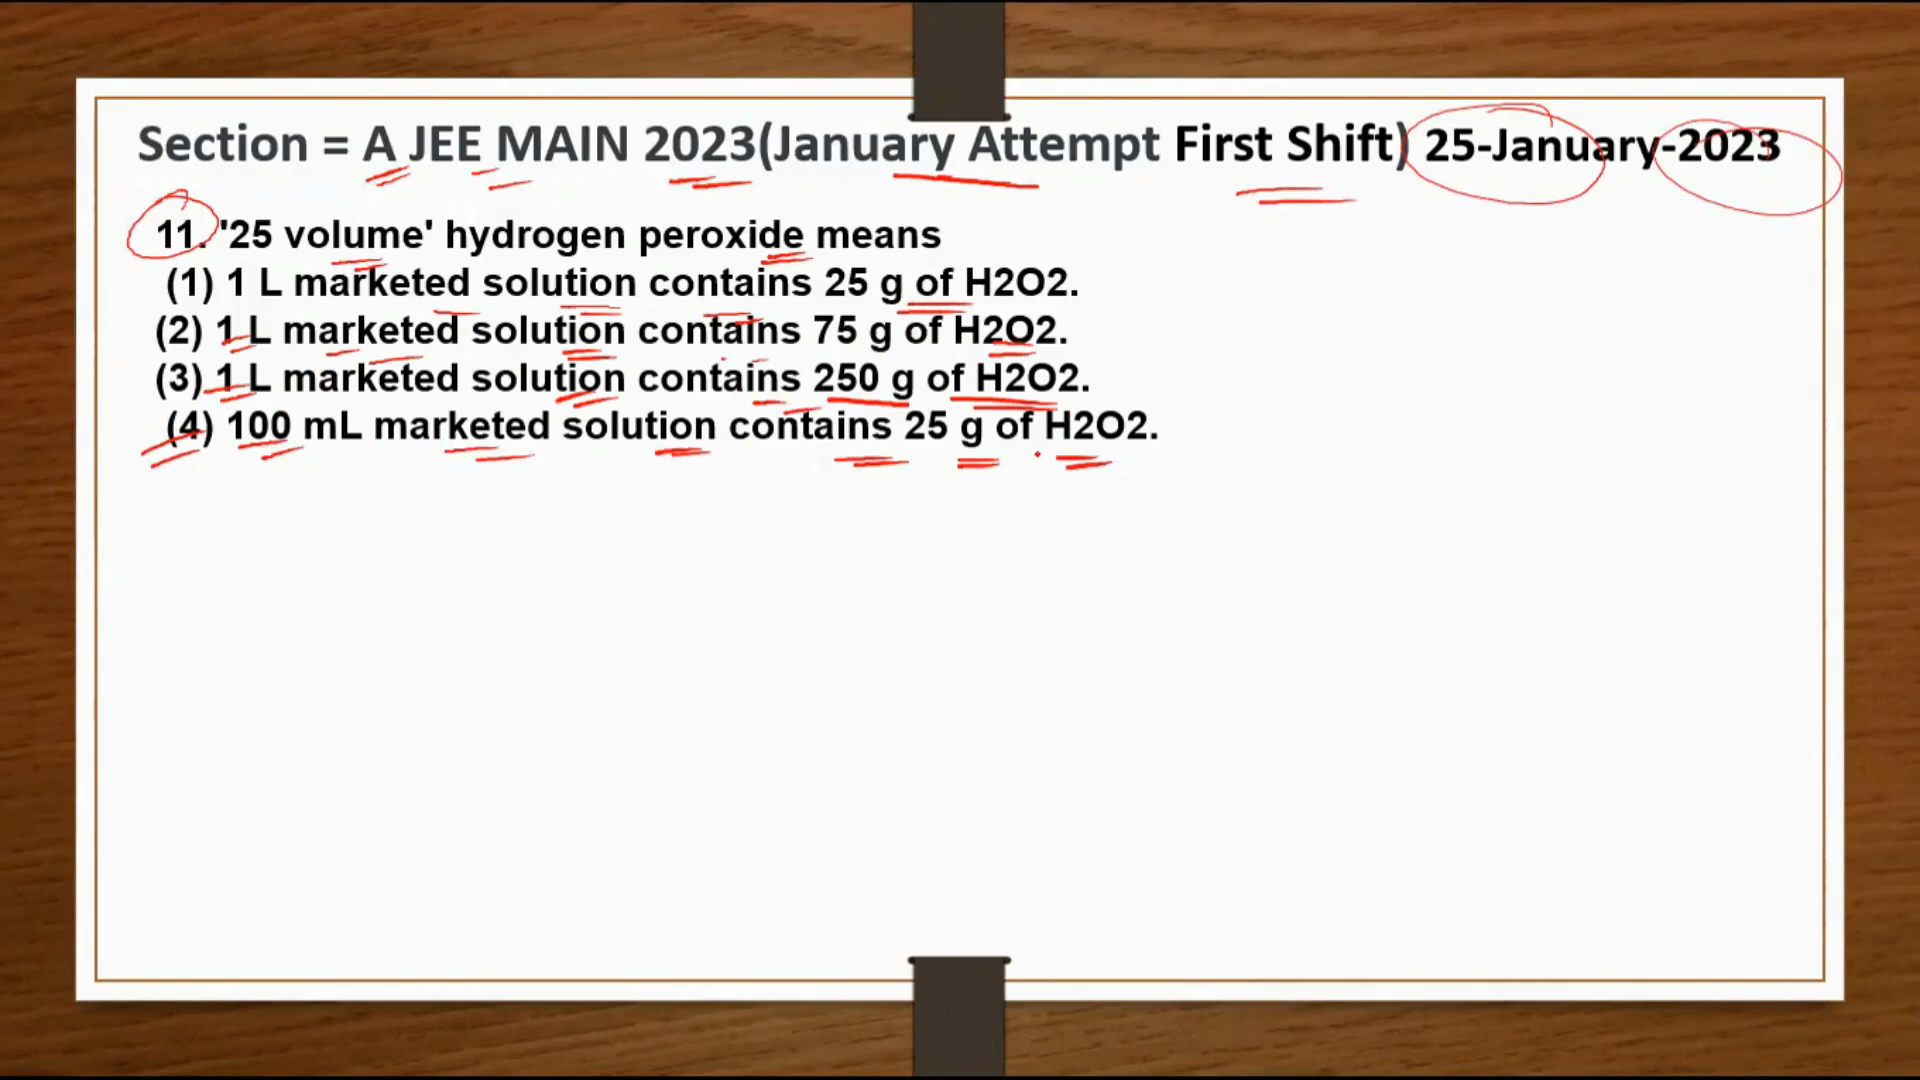 Section = A JEE MAIN 2023(January Attempt First Shift) 25-January-2023
11. '25 volume' hydrogen peroxide means
(1) 1 L marketed solution contains 25 g of H2O2.
(2) 1 L marketed solution contains 75 g of H2O2.
(3) 1 L marketed solution contains 250 g of H2O2.
(4) 100 mL marketed solution contains 25 g of H2O2.